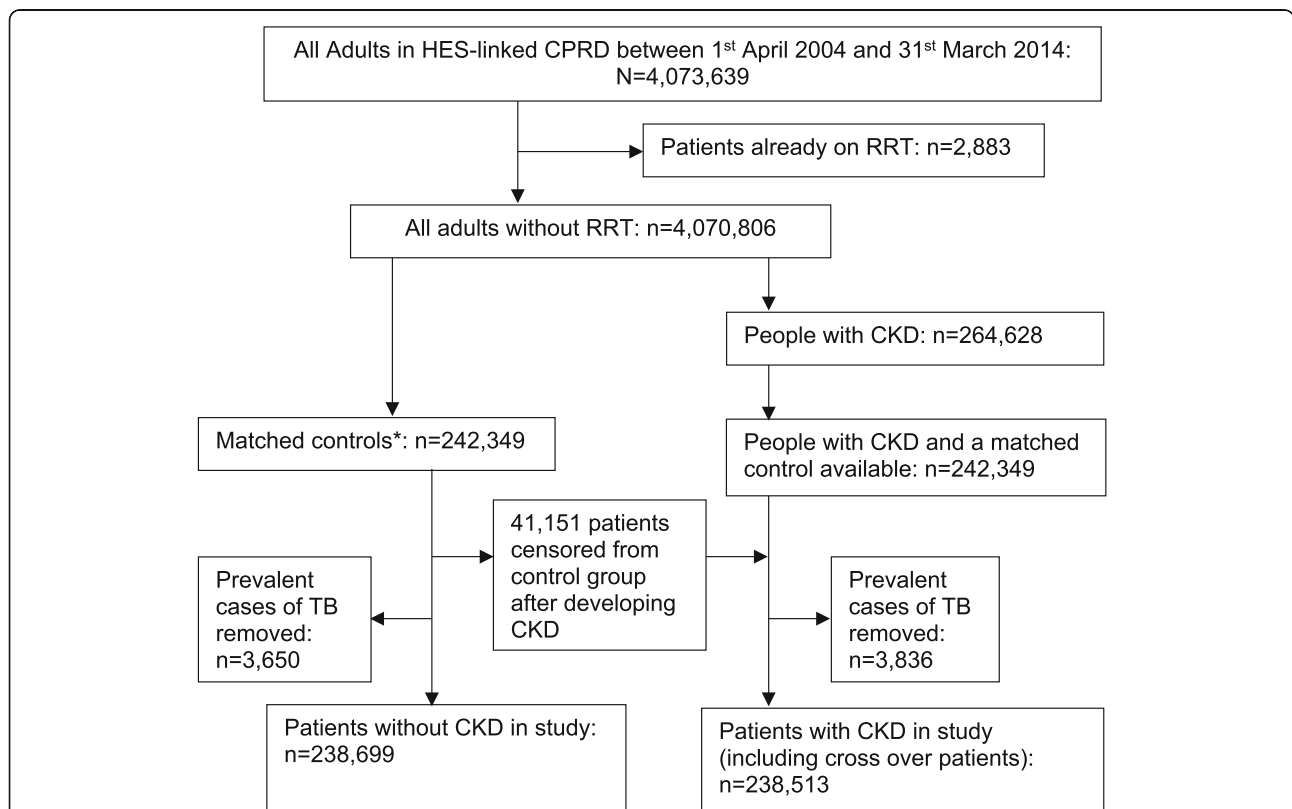 All Adults in HES-linked CPRD between 1st April 2004 and 31st March 2014:
N=4,073,639
Patients already on RRT: n=2,883
All adults without RRT: n=4,070,806
People with CKD: n=264,628
Matched controls*: n=242,349
People with CKD and a matched
control available: n=242,349
41,151 patients
censored from
control group
after developing
CKD
Prevalent
cases of TB
removed:
n=3,650
Prevalent
cases of TB
removed:
n=3,836
Patients without CKD in study:
n=238,699
Patients with CKD in study
(including cross over patients):
n=238,513